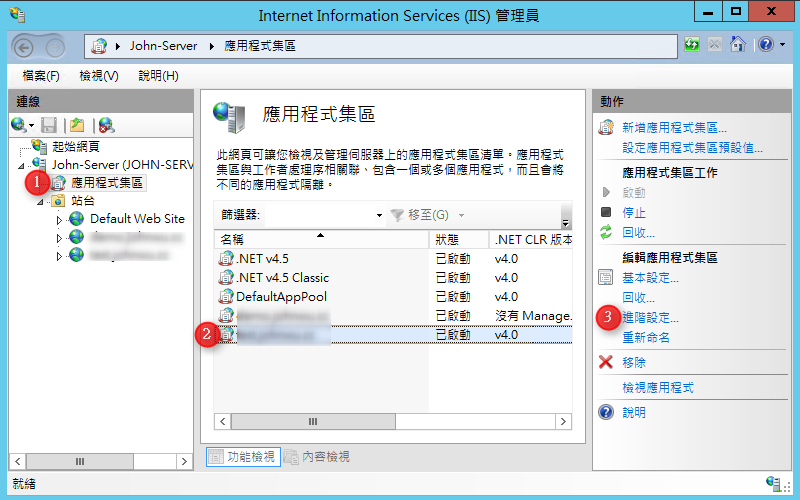 Internet Information Services (IIS) 管理員
John-Server
應用程式集區
檔案(F) 檢視(V) 說明(H)
連線
起始網頁
John-Server (JOHN-SERV
1
應用程式集區
站台
Default Web Site
應用程式集區
此網頁可讓您檢視及管理伺服器上的應用程式集區清單。應用程式
集區與工作者處理序相關聯、包含一個或多個應用程式，而且會將
不同的應用程式隔離。
篩選器: 移至(G)
名稱 狀態 .NET CLR 版本
.NET v4.5 已啟動 v4.0
.NET v4.5 Classic 已啟動 v4.0
DefaultAppPool 已啟動 v4.0
已啟動 沒有 Manage.
2 已啟動 v4.0
功能檢視 內容檢視
動作
新增應用程式集區...
設定應用程式集區預設值...
應用程式集區工作
啟動
停止
回收...
編輯應用程式集區
基本設定...
回收...
3 進階設定...
重新命名
移除
檢視應用程式
說明
就緒